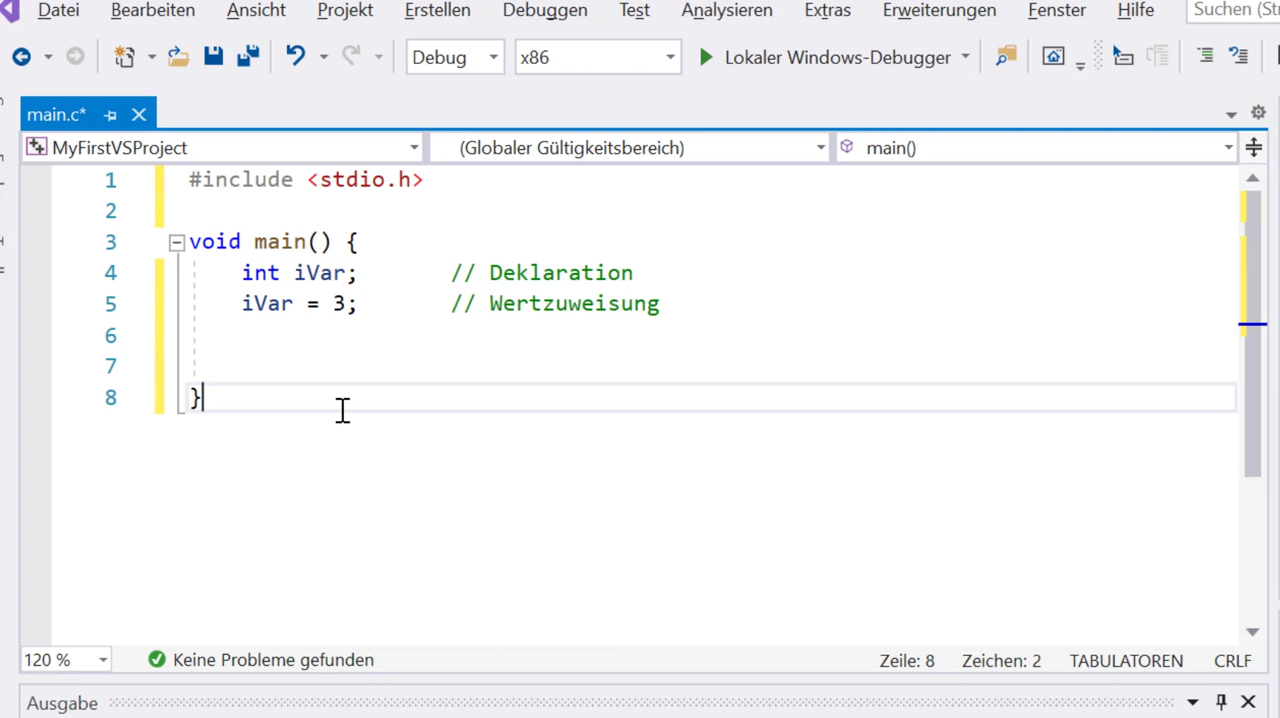 Datei Bearbeiten Ansicht Projekt Erstellen Debuggen Test Analysieren Extras Erweiterungen Fenster Hilfe Suchen (St
Debug x86 Lokaler Windows-Debugger
main.c*
MyFirstVSProject (Globaler Gültigkeitsbereich) main()
1 #include <stdio.h>
2
3 void main() {
4 int iVar; // Deklaration
5 iVar = 3; // Wertzuweisung
6
7
8 }
120 % Keine Probleme gefunden Zeile: 8 Zeichen: 2 TABULATOREN CRLF
Ausgabe